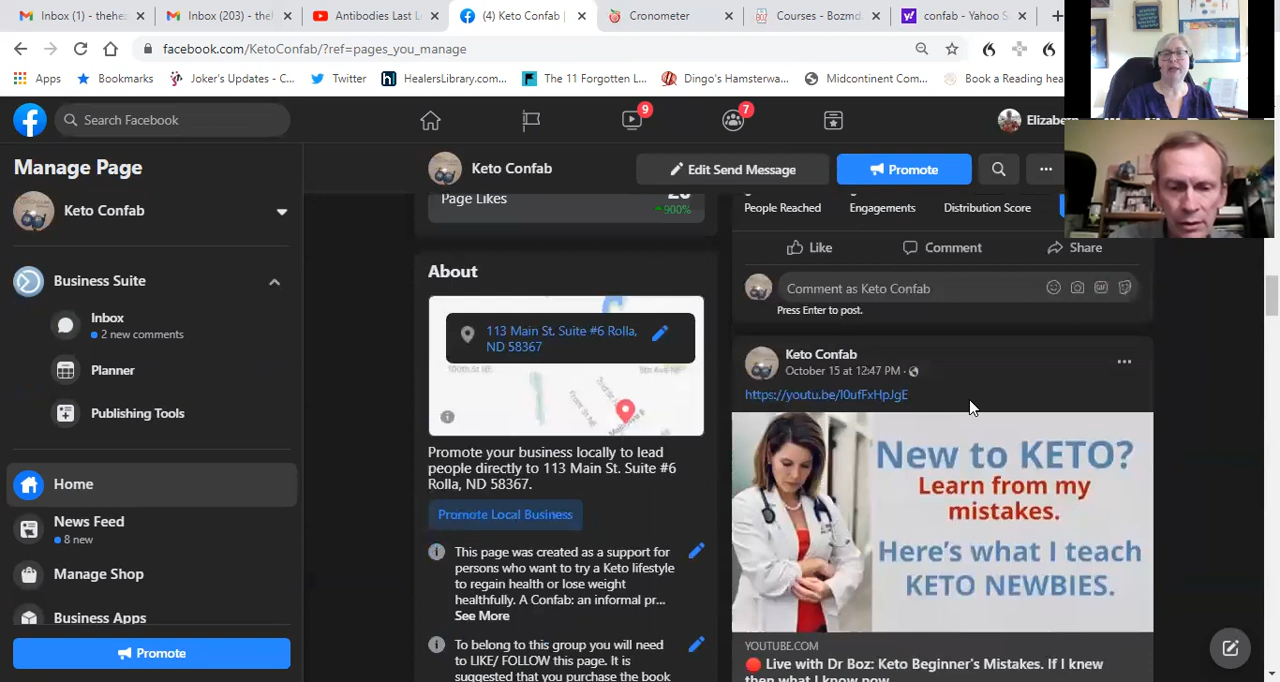 Inbox (1) - thehe
Inbox (203) - thel
Antibodies Last L
(4) Keto Confab |
Cronometer
Courses - Bozmd.
confab - Yahoo S
facebook.com/KetoConfab/?ref=pages_you_manage
Apps
Bookmarks
Joker's Updates - C...
Twitter
HealersLibrary.com...
The 11 Forgotten L...
Dingo's Hamsterwa...
Midcontinent Com...
Book a Reading hea
Search Facebook
9
7
Elizabe
Manage Page
Keto Confab
Edit Send Message
Promote
Keto Confab
Page Likes
900%
People Reached
Engagements
Distribution Score
Like
Comment
Share
About
Business Suite
Comment as Keto Confab
GIF
Press Enter to post.
Inbox
2 new comments
113 Main St. Suite #6 Rolla,
ND 58367
Keto Confab
October 15 at 12:47 PM
https://youtu.be/l0ufFxHpJgE
Planner
Publishing Tools
New to KETO?
Learn from my
mistakes.
Here's what I teach
KETO NEWBIES.
Promote your business locally to lead
people directly to 113 Main St. Suite #6
Rolla, ND 58367.
Promote Local Business
Home
News Feed
8 new
Manage Shop
Business Apps
This page was created as a support for
persons who want to try a Keto lifestyle
to regain health or lose weight
healthfully. A Confab: an informal pr...
See More
To belong to this group you will need
to LIKE/ FOLLOW this page. It is
suggested that you purchase the book
Promote
YOUTUBE.COM
Live with Dr Boz: Keto Beginner's Mistakes. If I knew
then what I know now